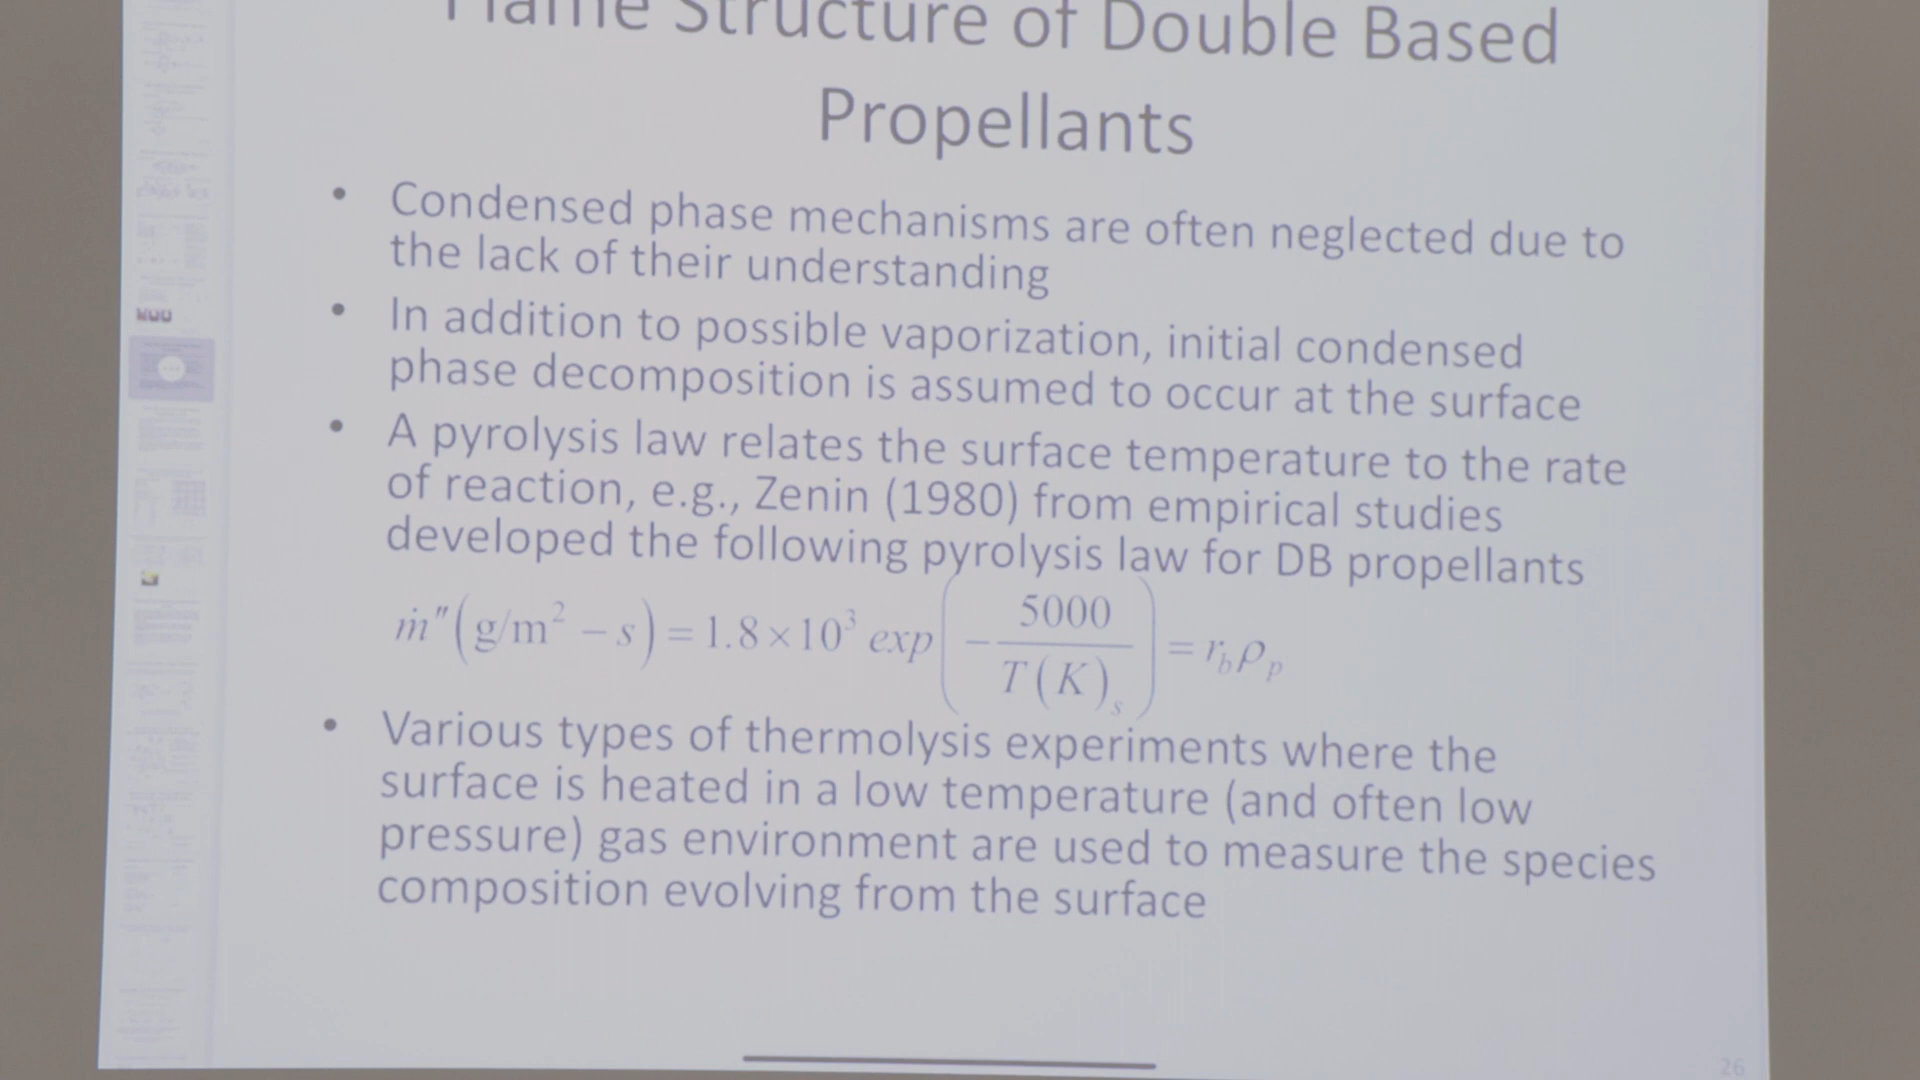 Flame Structure of Double Based
Propellants
• Condensed phase mechanisms are often neglected due to
the lack of their understanding
• In addition to possible vaporization, initial condensed
phase decomposition is assumed to occur at the surface
• A pyrolysis law relates the surface temperature to the rate
of reaction, e.g., Zenin (1980) from empirical studies
developed the following pyrolysis law for DB propellants
ṁ″(g/m² − s) = 1.8×10³ exp(−5000/T(K)ₛ) = r_b ρ_p
• Various types of thermolysis experiments where the
surface is heated in a low temperature (and often low
pressure) gas environment are used to measure the species
composition evolving from the surface
26